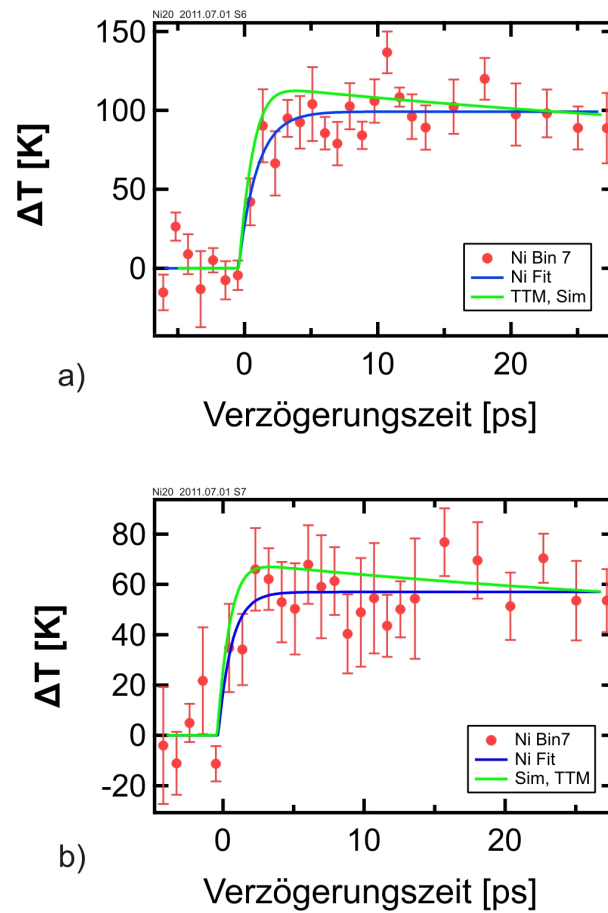 Ni20 2011.07.01 S6
150
100
50
0
ΔT [K]
Ni Bin 7
Ni Fit
TTM, Sim
0
10
20
a)
Verzögerungszeit [ps]
Ni20 2011.07.01 S7
80
60
40
20
0
-20
ΔT [K]
Ni Bin7
Ni Fit
Sim, TTM
0
10
20
b)
Verzögerungszeit [ps]